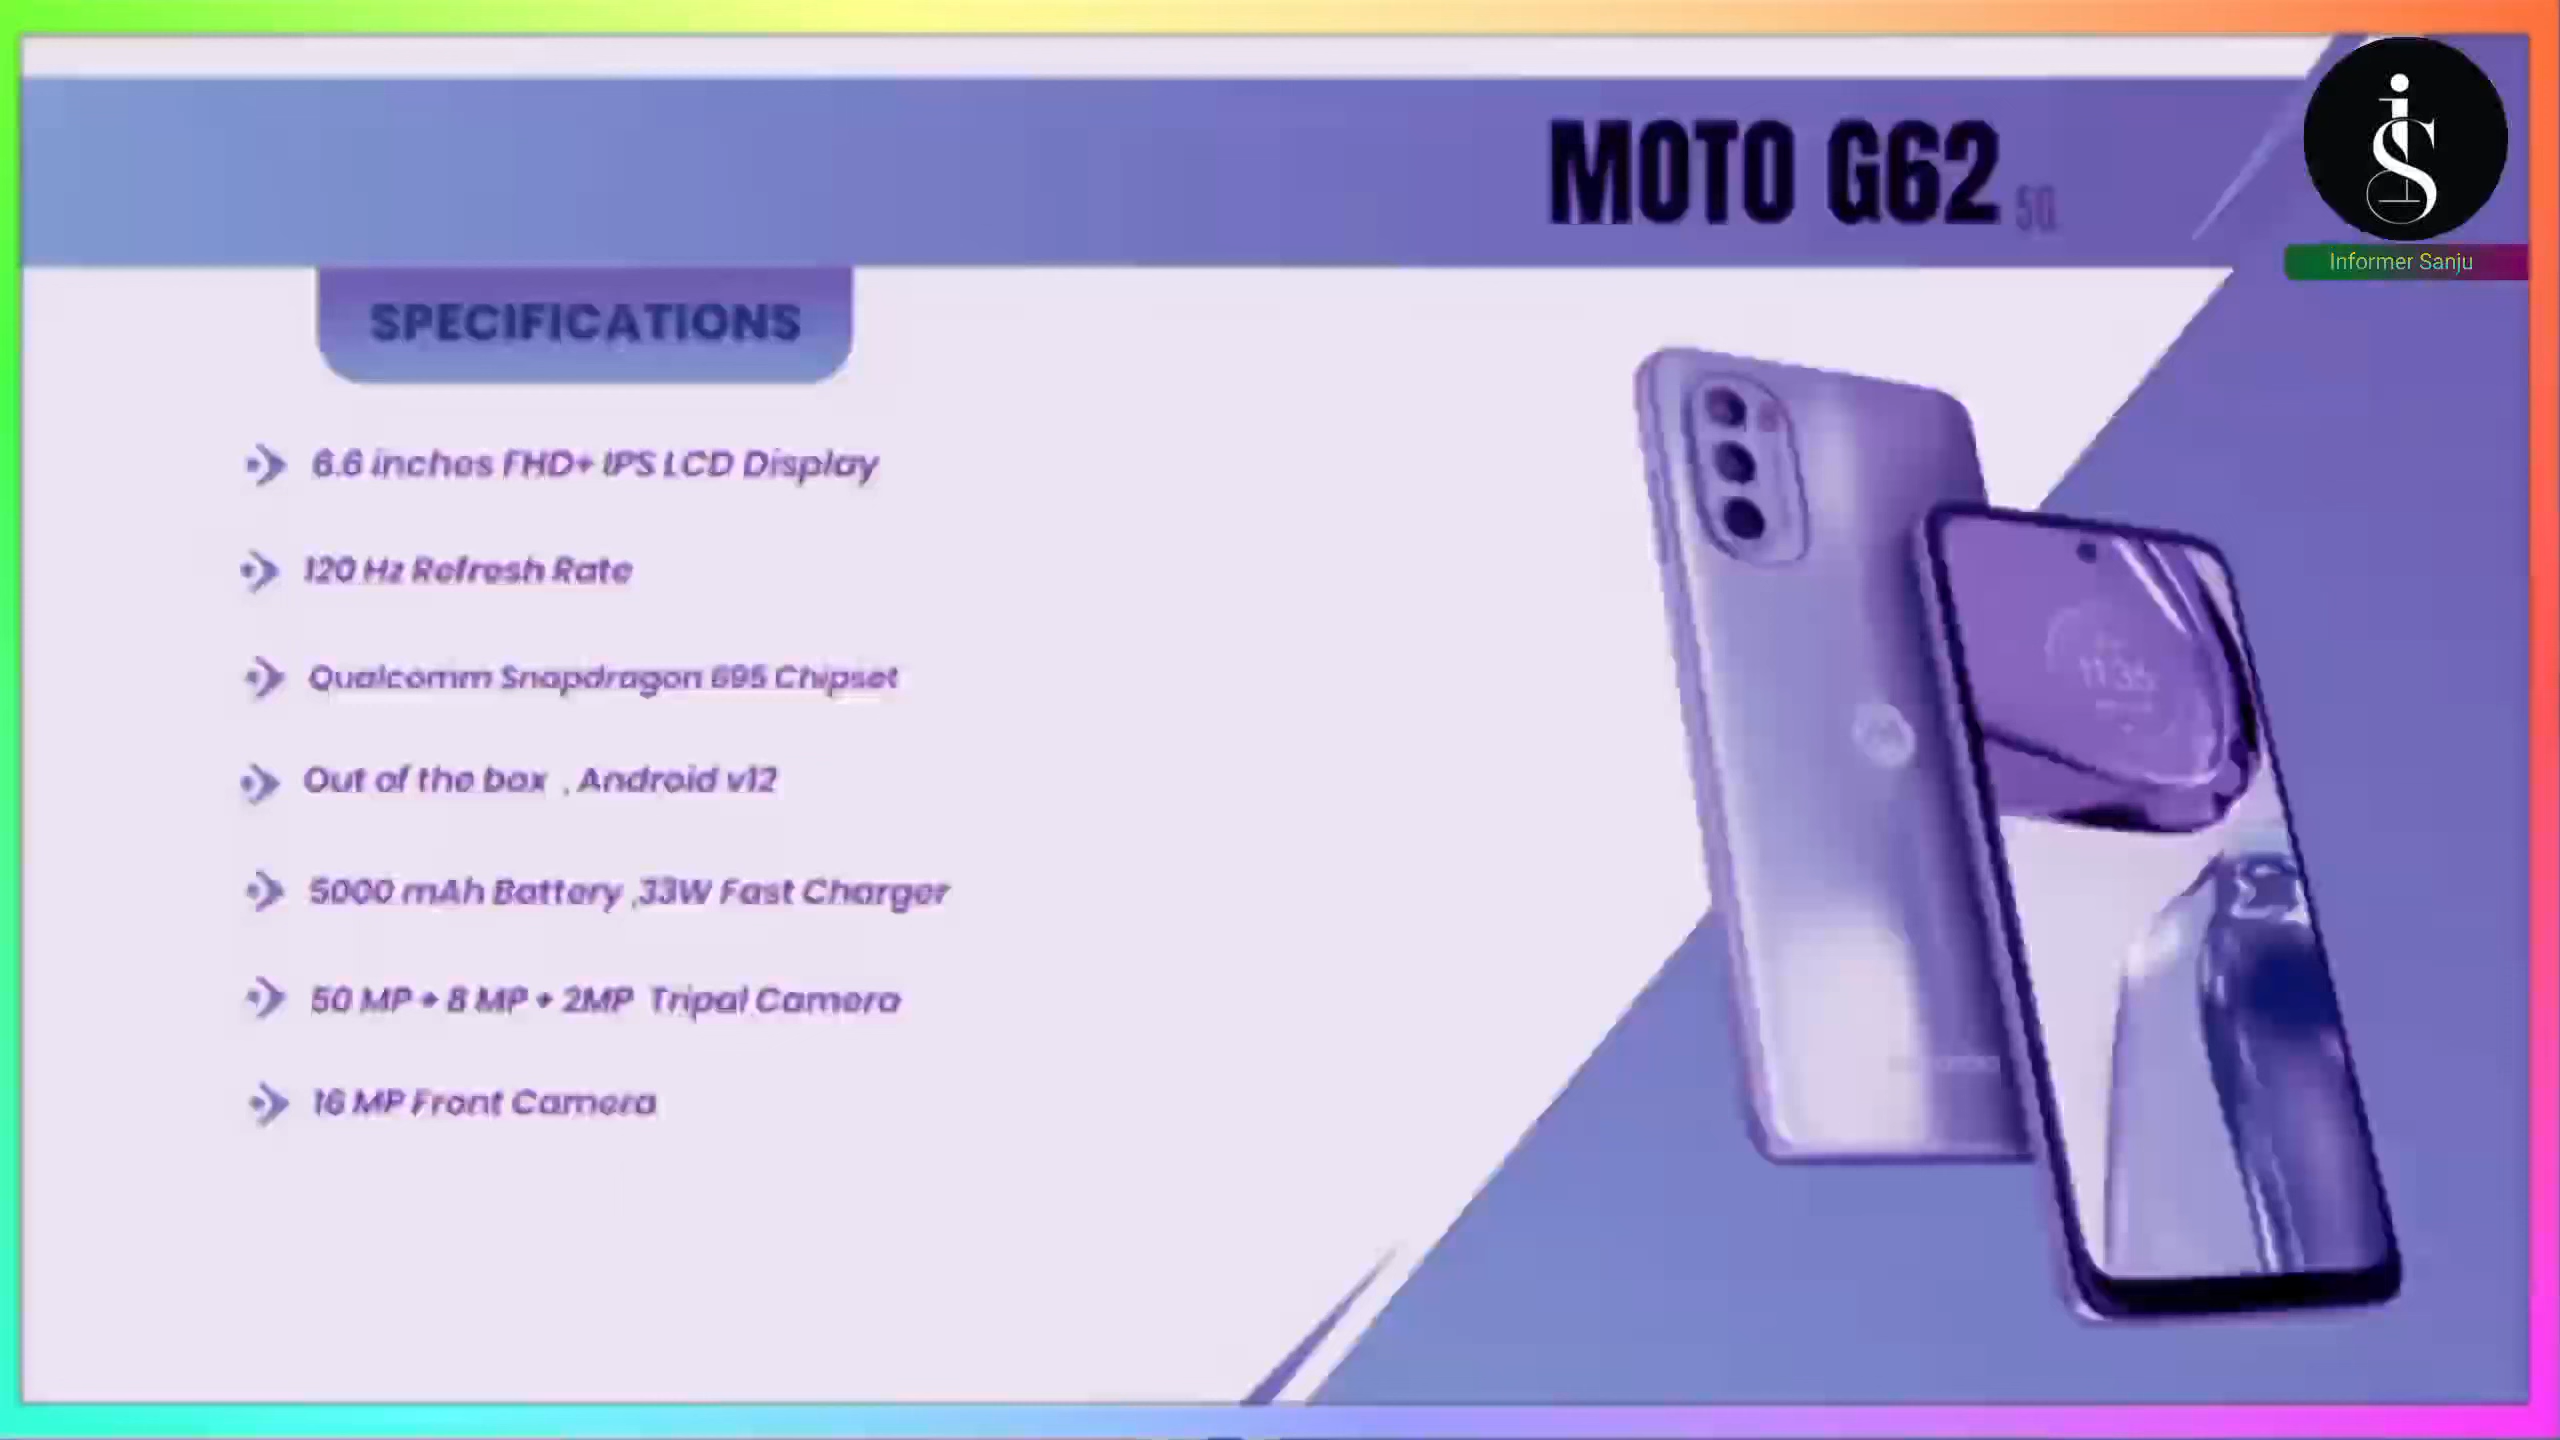 MOTO G62 5G
Informer Sanju
SPECIFICATIONS
6.6 inches FHD+ IPS LCD Display
120 Hz Refresh Rate
Qualcomm Snapdragon 695 Chipset
Out of the box , Android v12
5000 mAh Battery ,33W Fast Charger
50 MP + 8 MP + 2MP Tripal Camera
16 MP Front Camera
11:35